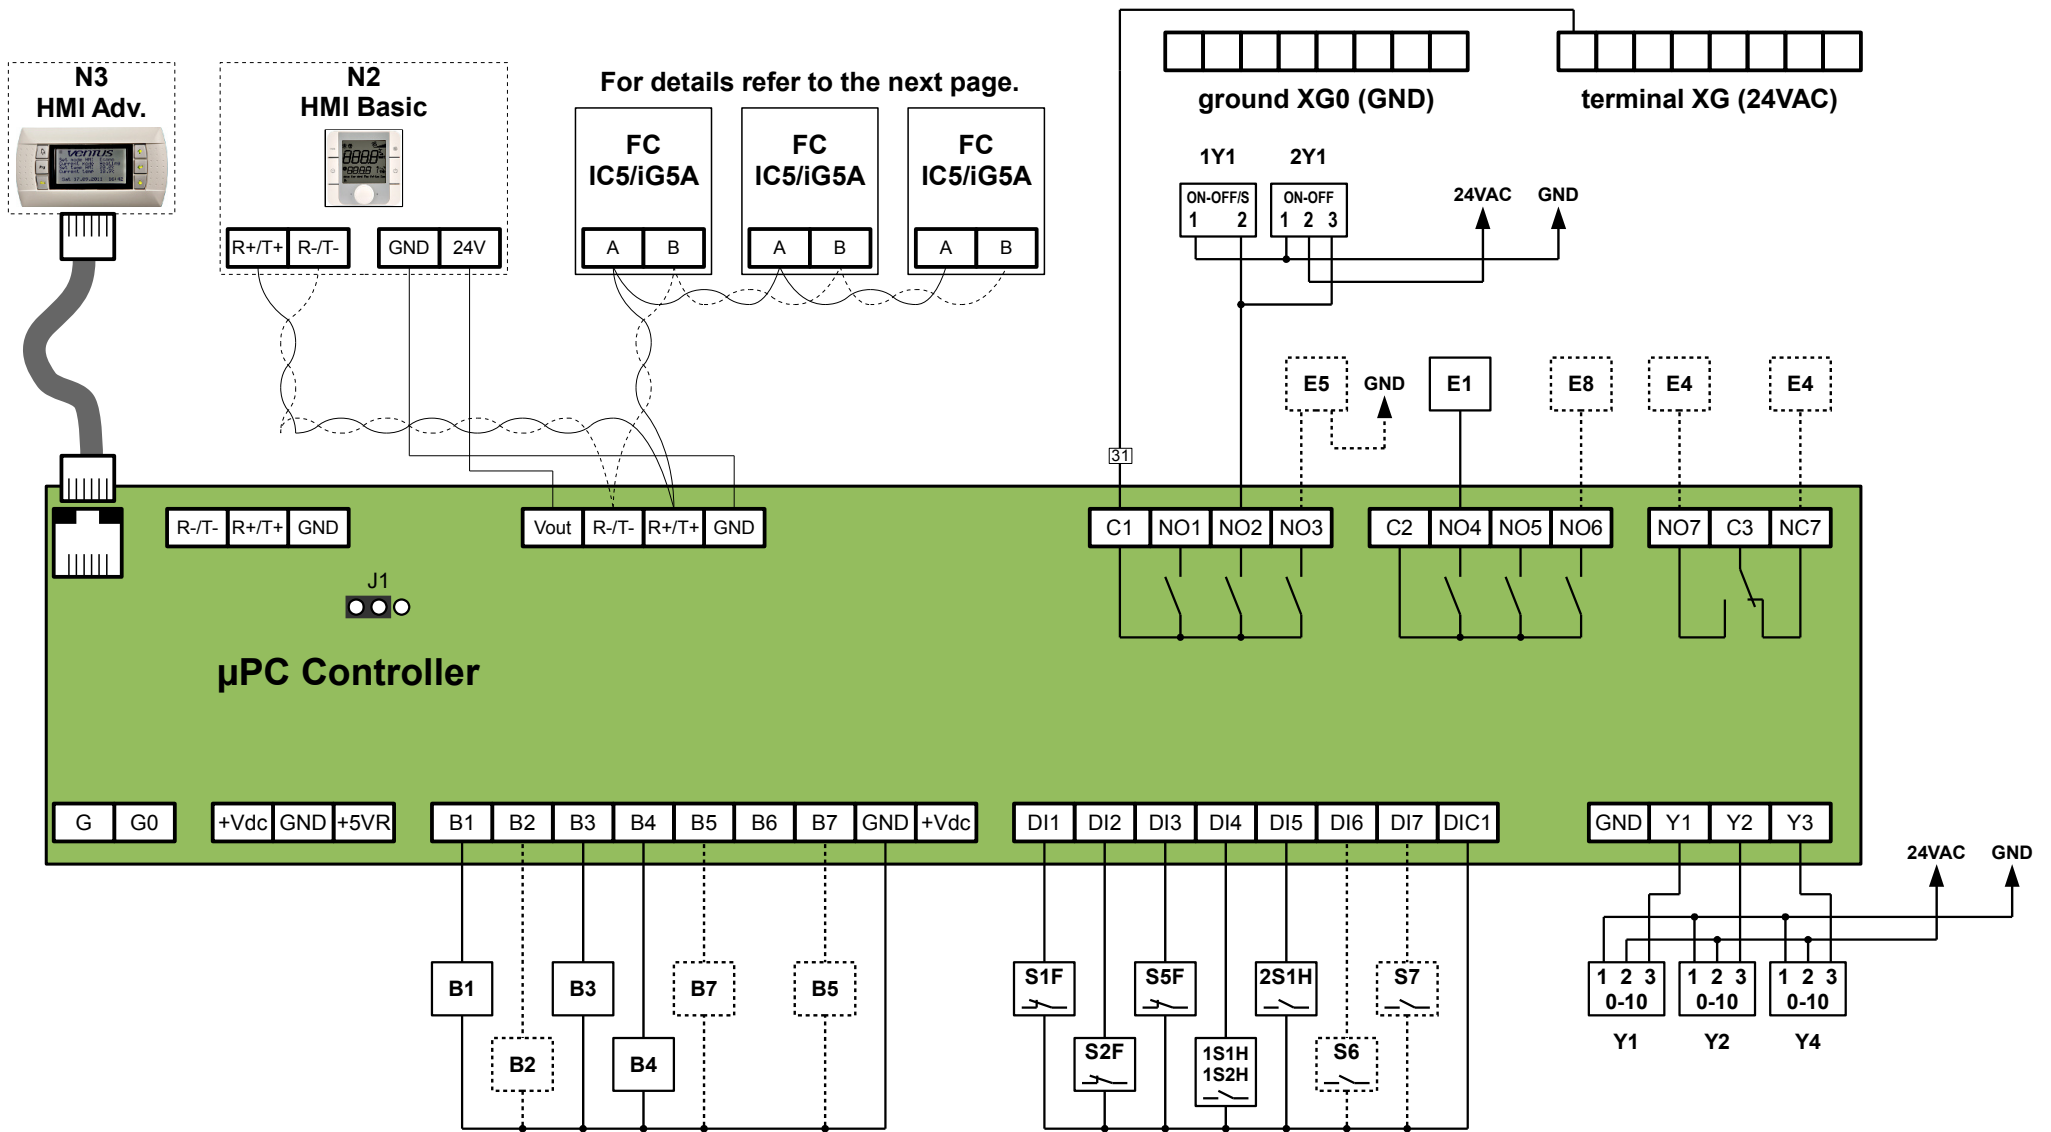 N3
HMI Adv.
ventus
N2
HMI Basic
R+/T+ R-/T- GND 24V
For details refer to the next page.
FC
IC5/iG5A
A B
FC
IC5/iG5A
A B
FC
IC5/iG5A
A B
ground XG0 (GND)
terminal XG (24VAC)
1Y1
ON-OFF/S
1 2
2Y1
ON-OFF
1 2 3
24VAC GND
E5 GND E1 E8 E4 E4
31
R-/T- R+/T+ GND
Vout R-/T- R+/T+ GND
C1 NO1 NO2 NO3
C2 NO4 NO5 NO6
NO7 C3 NC7
J1
µPC Controller
G G0
+Vdc GND +5VR
B1 B2 B3 B4 B5 B6 B7 GND +Vdc
DI1 DI2 DI3 DI4 DI5 DI6 DI7 DIC1
GND Y1 Y2 Y3
24VAC GND
B1 B3 B7 B5
B2 B4
S1F S5F 2S1H S7
S2F
1S1H
1S2H
S6
1 2 3
0-10
Y1
1 2 3
0-10
Y2
1 2 3
0-10
Y4